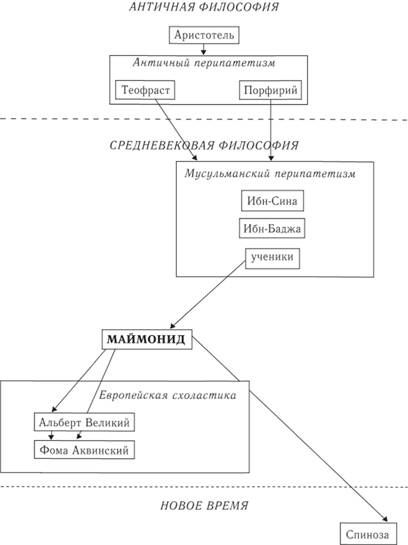 АНТИЧНАЯ ФИЛОСОФИЯ
Аристотель
Античный перипатетизм
Теофраст
Порфирий
СРЕДНЕВЕКОВАЯ ФИЛОСОФИЯ
Мусульманский перипатетизм
Ибн-Сина
Ибн-Баджа
ученики
МАЙМОНИД
Европейская схоластика
Альберт Великий
Фома Аквинский
НОВОЕ ВРЕМЯ
Спиноза